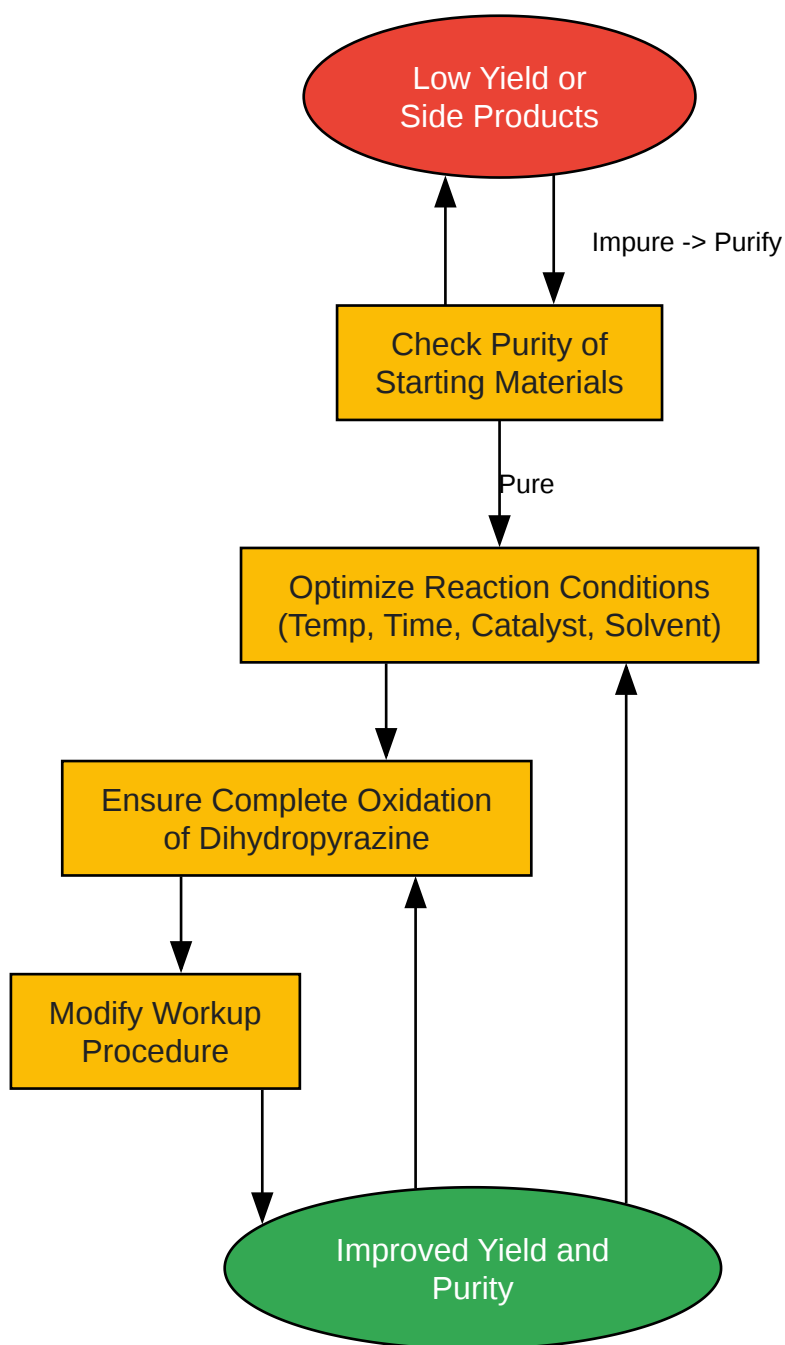 Low Yield or
Side Products
Impure -> Purify
Check Purity of
Starting Materials
Pure
Optimize Reaction Conditions
(Temp, Time, Catalyst, Solvent)
Ensure Complete Oxidation
of Dihydropyrazine
Modify Workup
Procedure
Improved Yield and
Purity